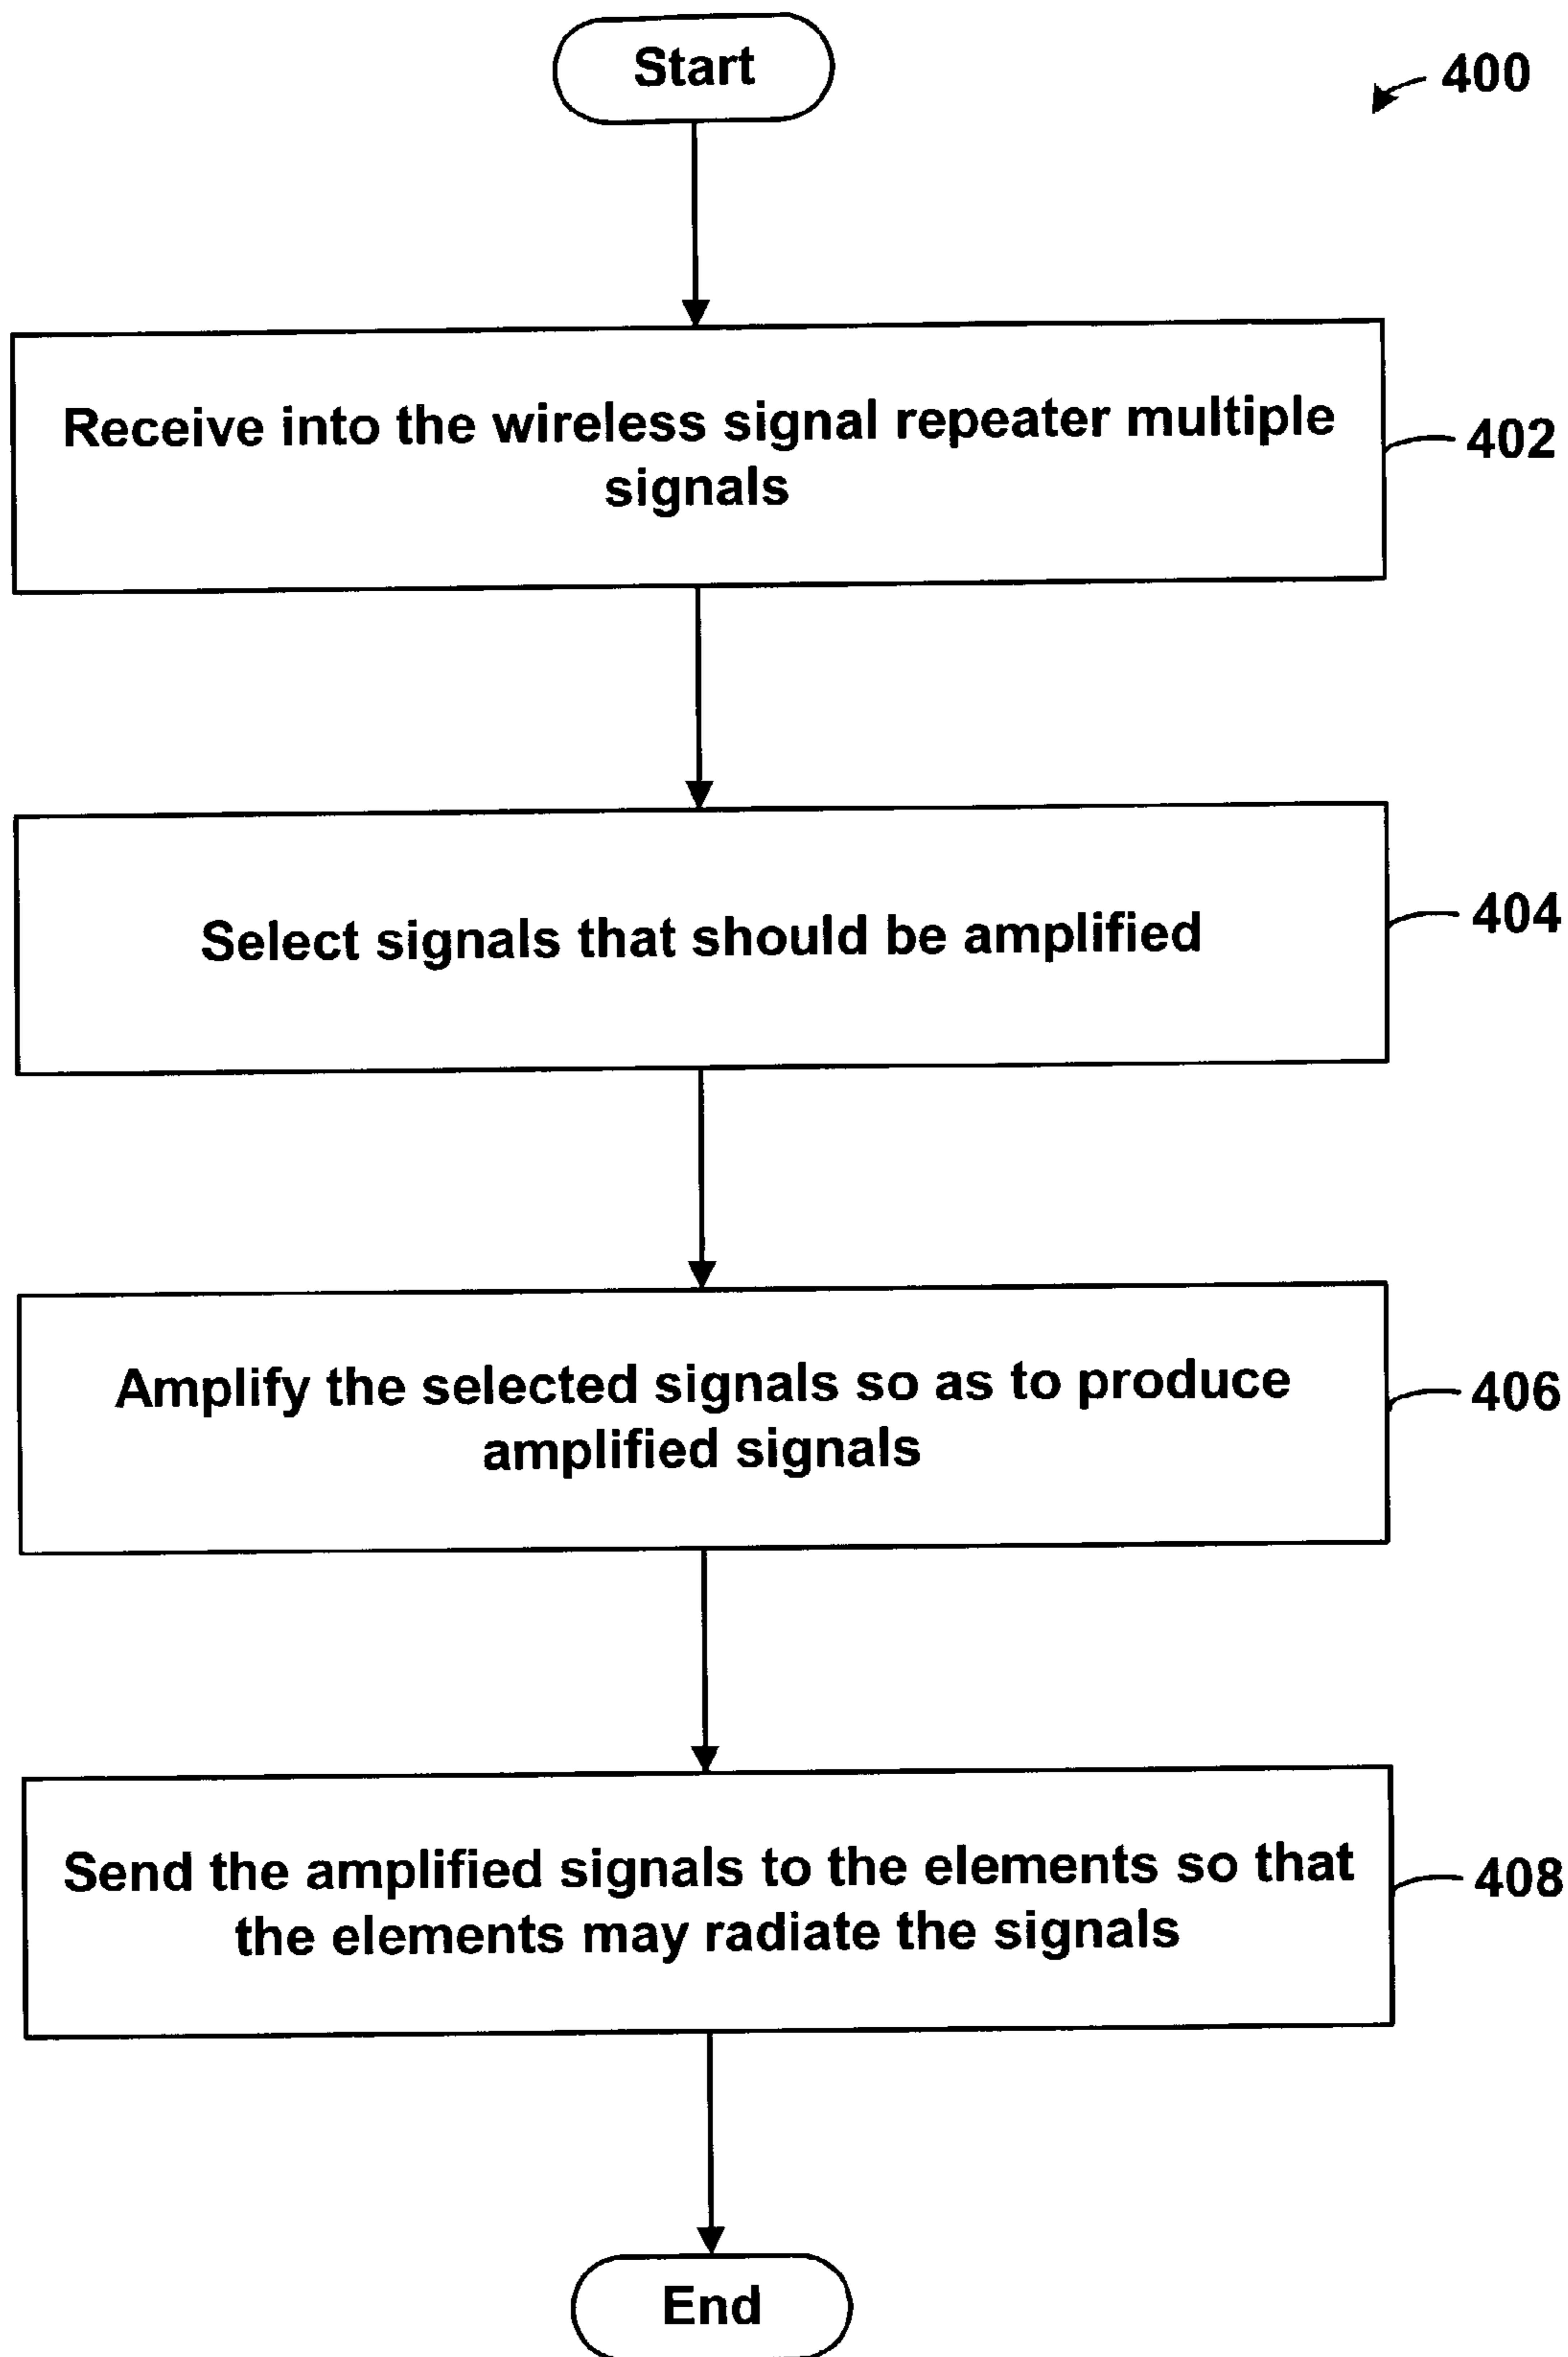 Start
400
Receive into the wireless signal repeater multiple
signals
402
Select signals that should be amplified
404
Amplify the selected signals so as to produce
amplified signals
406
Send the amplified signals to the elements so that
the elements may radiate the signals
408
End